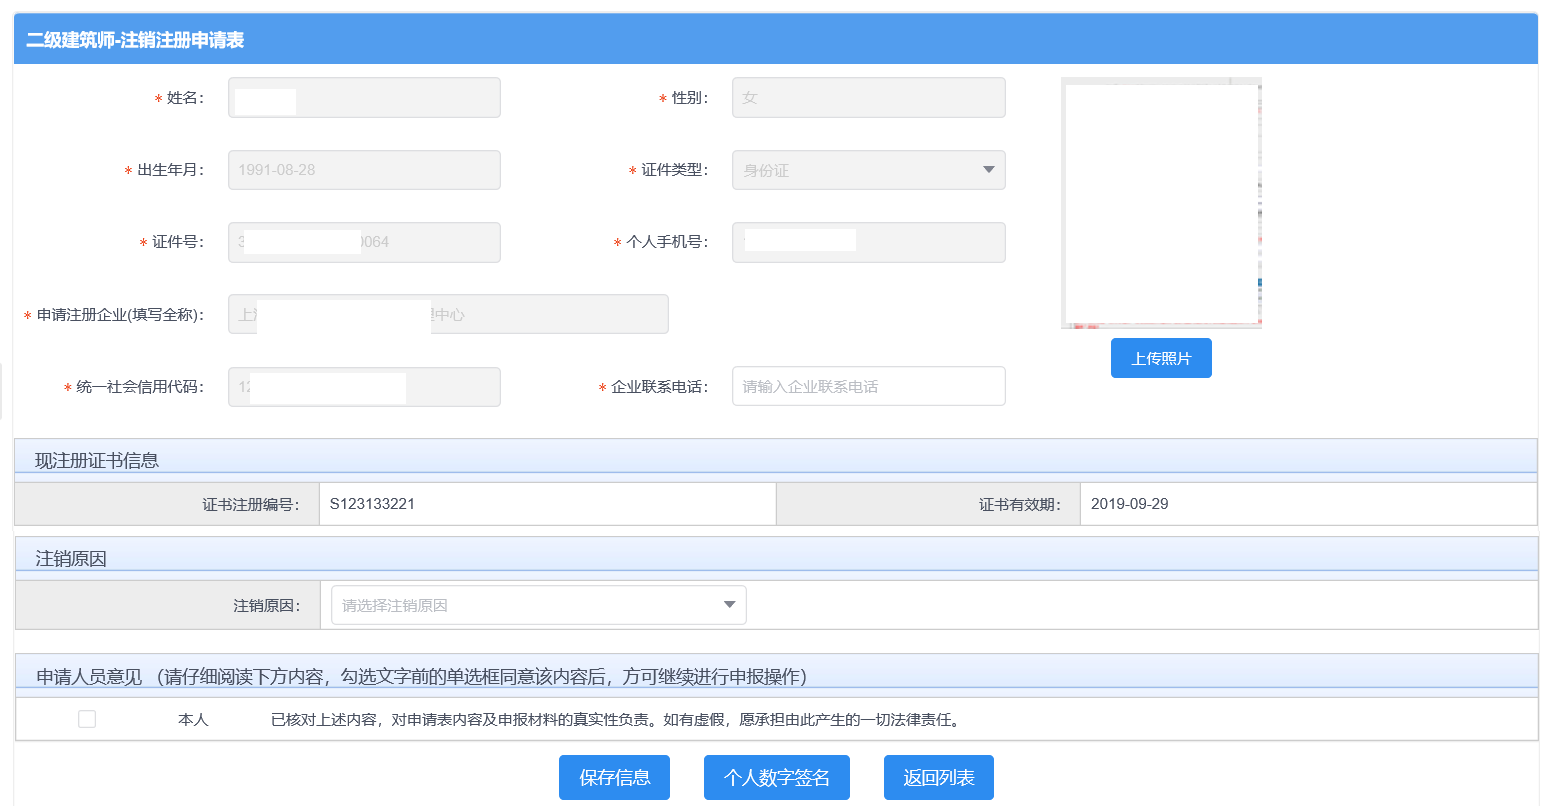 二级建筑师-注销注册申请表
* 姓名：
* 性别： 女
* 出生年月： 1991-08-28
* 证件类型： 身份证
* 证件号： 3 0064
* 个人手机号：
* 申请注册企业(填写全称)： 上 中心
上传照片
* 统一社会信用代码： 12
* 企业联系电话： 请输入企业联系电话
现注册证书信息
证书注册编号： S123133221 证书有效期： 2019-09-29
注销原因
注销原因： 请选择注销原因
申请人员意见 （请仔细阅读下方内容，勾选文字前的单选框同意该内容后，方可继续进行申报操作）
本人 已核对上述内容，对申请表内容及申报材料的真实性负责。如有虚假，愿承担由此产生的一切法律责任。
保存信息 个人数字签名 返回列表